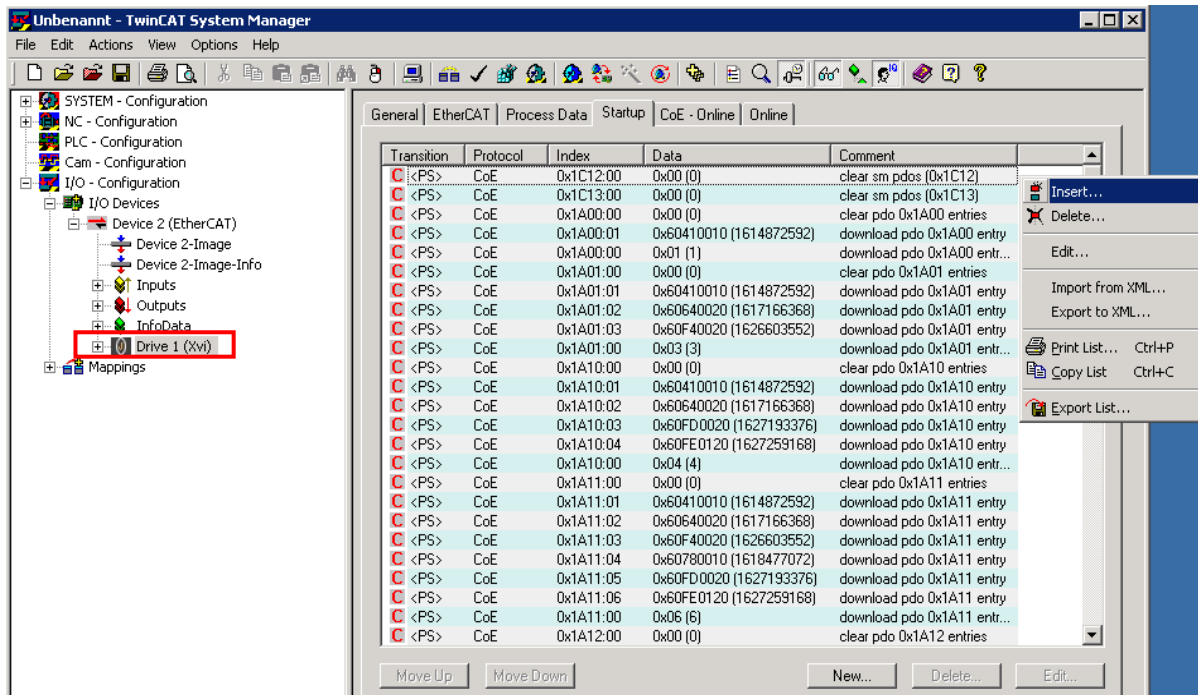 Unbenannt - TwinCAT System Manager
File Edit Actions View Options Help
SYSTEM - Configuration
NC - Configuration
PLC - Configuration
Cam - Configuration
I/O - Configuration
I/O Devices
Device 2 (EtherCAT)
Device 2-Image
Device 2-Image-Info
Inputs
Outputs
InfoData
Drive 1 (Xvi)
Mappings
General EtherCAT Process Data Startup CoE - Online Online
Transition Protocol Index Data Comment
C <PS> CoE 0x1C12:00 0x00 (0) clear sm pdos (0x1C12)
C <PS> CoE 0x1C13:00 0x00 (0) clear sm pdos (0x1C13)
C <PS> CoE 0x1A00:00 0x00 (0) clear pdo 0x1A00 entries
C <PS> CoE 0x1A00:01 0x60410010 (1614872592) download pdo 0x1A00 entry
C <PS> CoE 0x1A00:00 0x01 (1) download pdo 0x1A00 entr...
C <PS> CoE 0x1A01:00 0x00 (0) clear pdo 0x1A01 entries
C <PS> CoE 0x1A01:01 0x60410010 (1614872592) download pdo 0x1A01 entry
C <PS> CoE 0x1A01:02 0x60640020 (1617166368) download pdo 0x1A01 entry
C <PS> CoE 0x1A01:03 0x60F40020 (1626603552) download pdo 0x1A01 entry
C <PS> CoE 0x1A01:00 0x03 (3) download pdo 0x1A01 entr...
C <PS> CoE 0x1A10:00 0x00 (0) clear pdo 0x1A10 entries
C <PS> CoE 0x1A10:01 0x60410010 (1614872592) download pdo 0x1A10 entry
C <PS> CoE 0x1A10:02 0x60640020 (1617166368) download pdo 0x1A10 entry
C <PS> CoE 0x1A10:03 0x60FD0020 (1627193376) download pdo 0x1A10 entry
C <PS> CoE 0x1A10:04 0x60FE0120 (1627259168) download pdo 0x1A10 entry
C <PS> CoE 0x1A10:00 0x04 (4) download pdo 0x1A10 entr...
C <PS> CoE 0x1A11:00 0x00 (0) clear pdo 0x1A11 entries
C <PS> CoE 0x1A11:01 0x60410010 (1614872592) download pdo 0x1A11 entry
C <PS> CoE 0x1A11:02 0x60640020 (1617166368) download pdo 0x1A11 entry
C <PS> CoE 0x1A11:03 0x60F40020 (1626603552) download pdo 0x1A11 entry
C <PS> CoE 0x1A11:04 0x60780010 (1618477072) download pdo 0x1A11 entry
C <PS> CoE 0x1A11:05 0x60FD0020 (1627193376) download pdo 0x1A11 entry
C <PS> CoE 0x1A11:06 0x60FE0120 (1627259168) download pdo 0x1A11 entry
C <PS> CoE 0x1A11:00 0x06 (6) download pdo 0x1A11 entr...
C <PS> CoE 0x1A12:00 0x00 (0) clear pdo 0x1A12 entries
Insert...
Delete...
Edit...
Import from XML...
Export to XML...
Print List... Ctrl+P
Copy List Ctrl+C
Export List...
Move Up Move Down New... Delete... Edit...